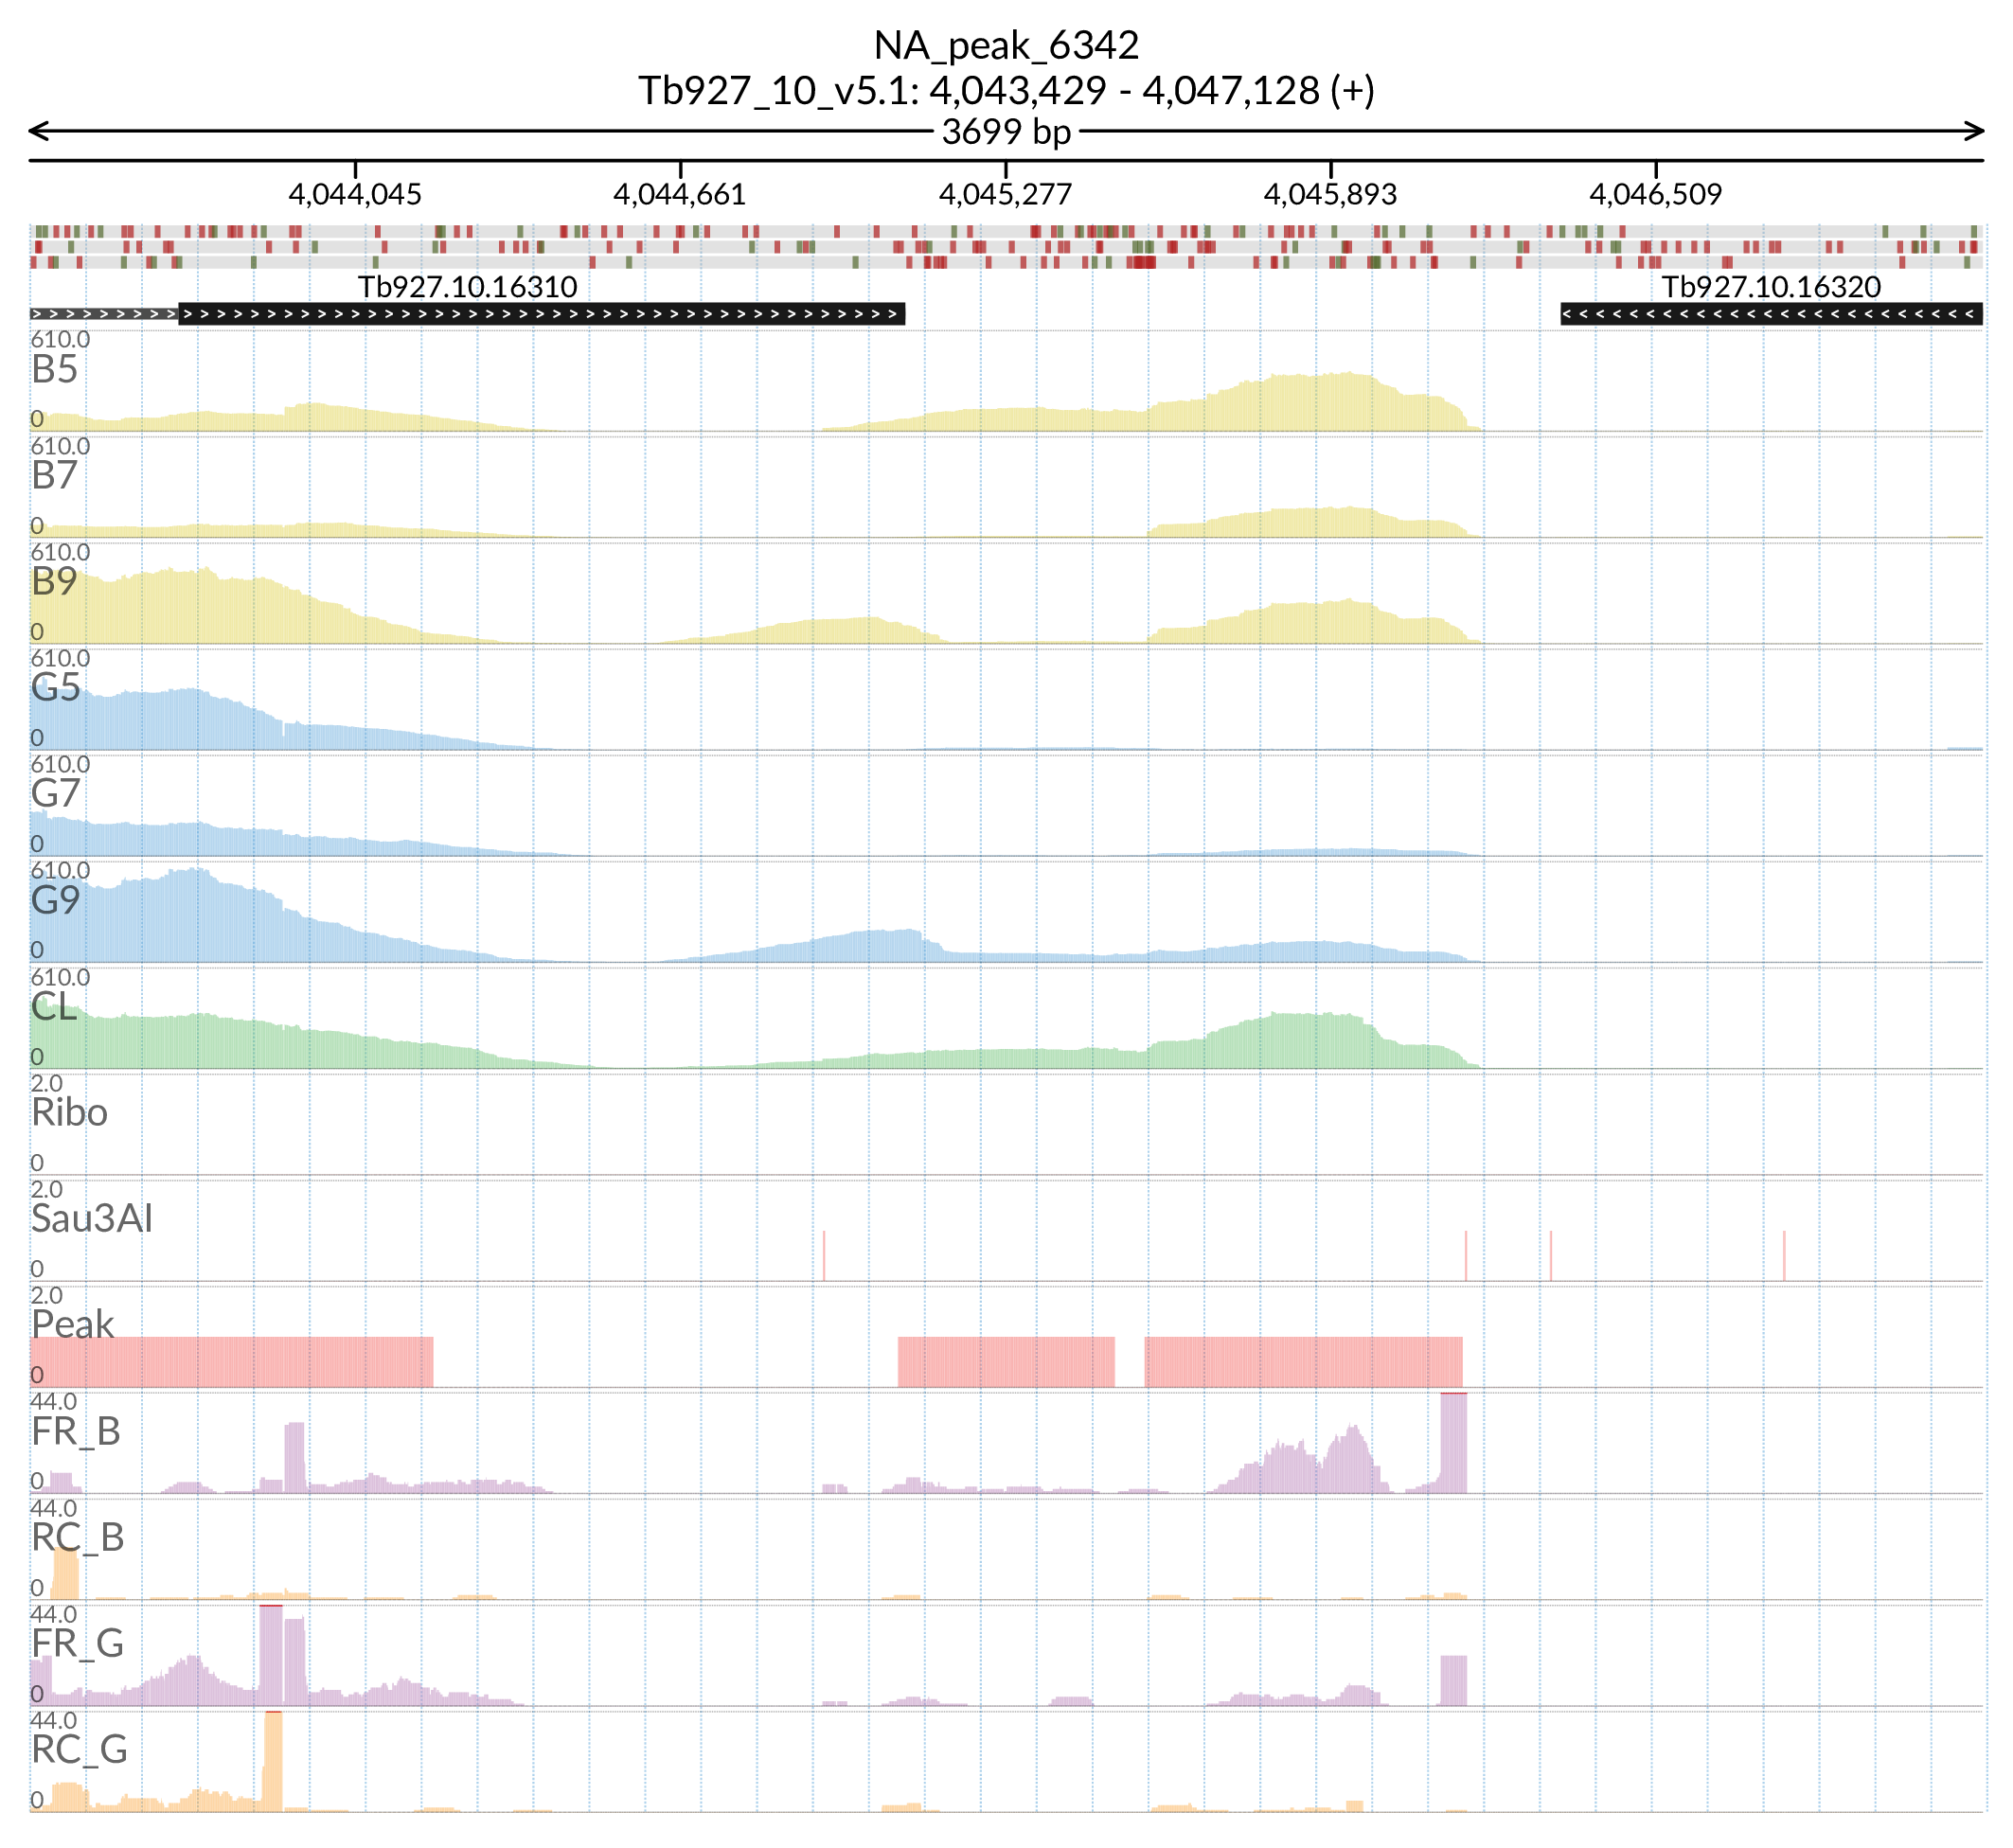 NA_peak_6342
Tb927_10_v5.1: 4,043,429 - 4,047,128 (+)
3699 bp
4,044,045 4,044,661 4,045,277 4,045,893 4,046,509
Tb927.10.16310 Tb927.10.16320
610.0
B5
0
610.0
B7
0
610.0
B9
0
610.0
G5
0
610.0
G7
0
610.0
G9
0
610.0
CL
0
2.0
Ribo
0
2.0
Sau3AI
0
2.0
Peak
0
44.0
FR_B
0
44.0
RC_B
0
44.0
FR_G
0
44.0
RC_G
0